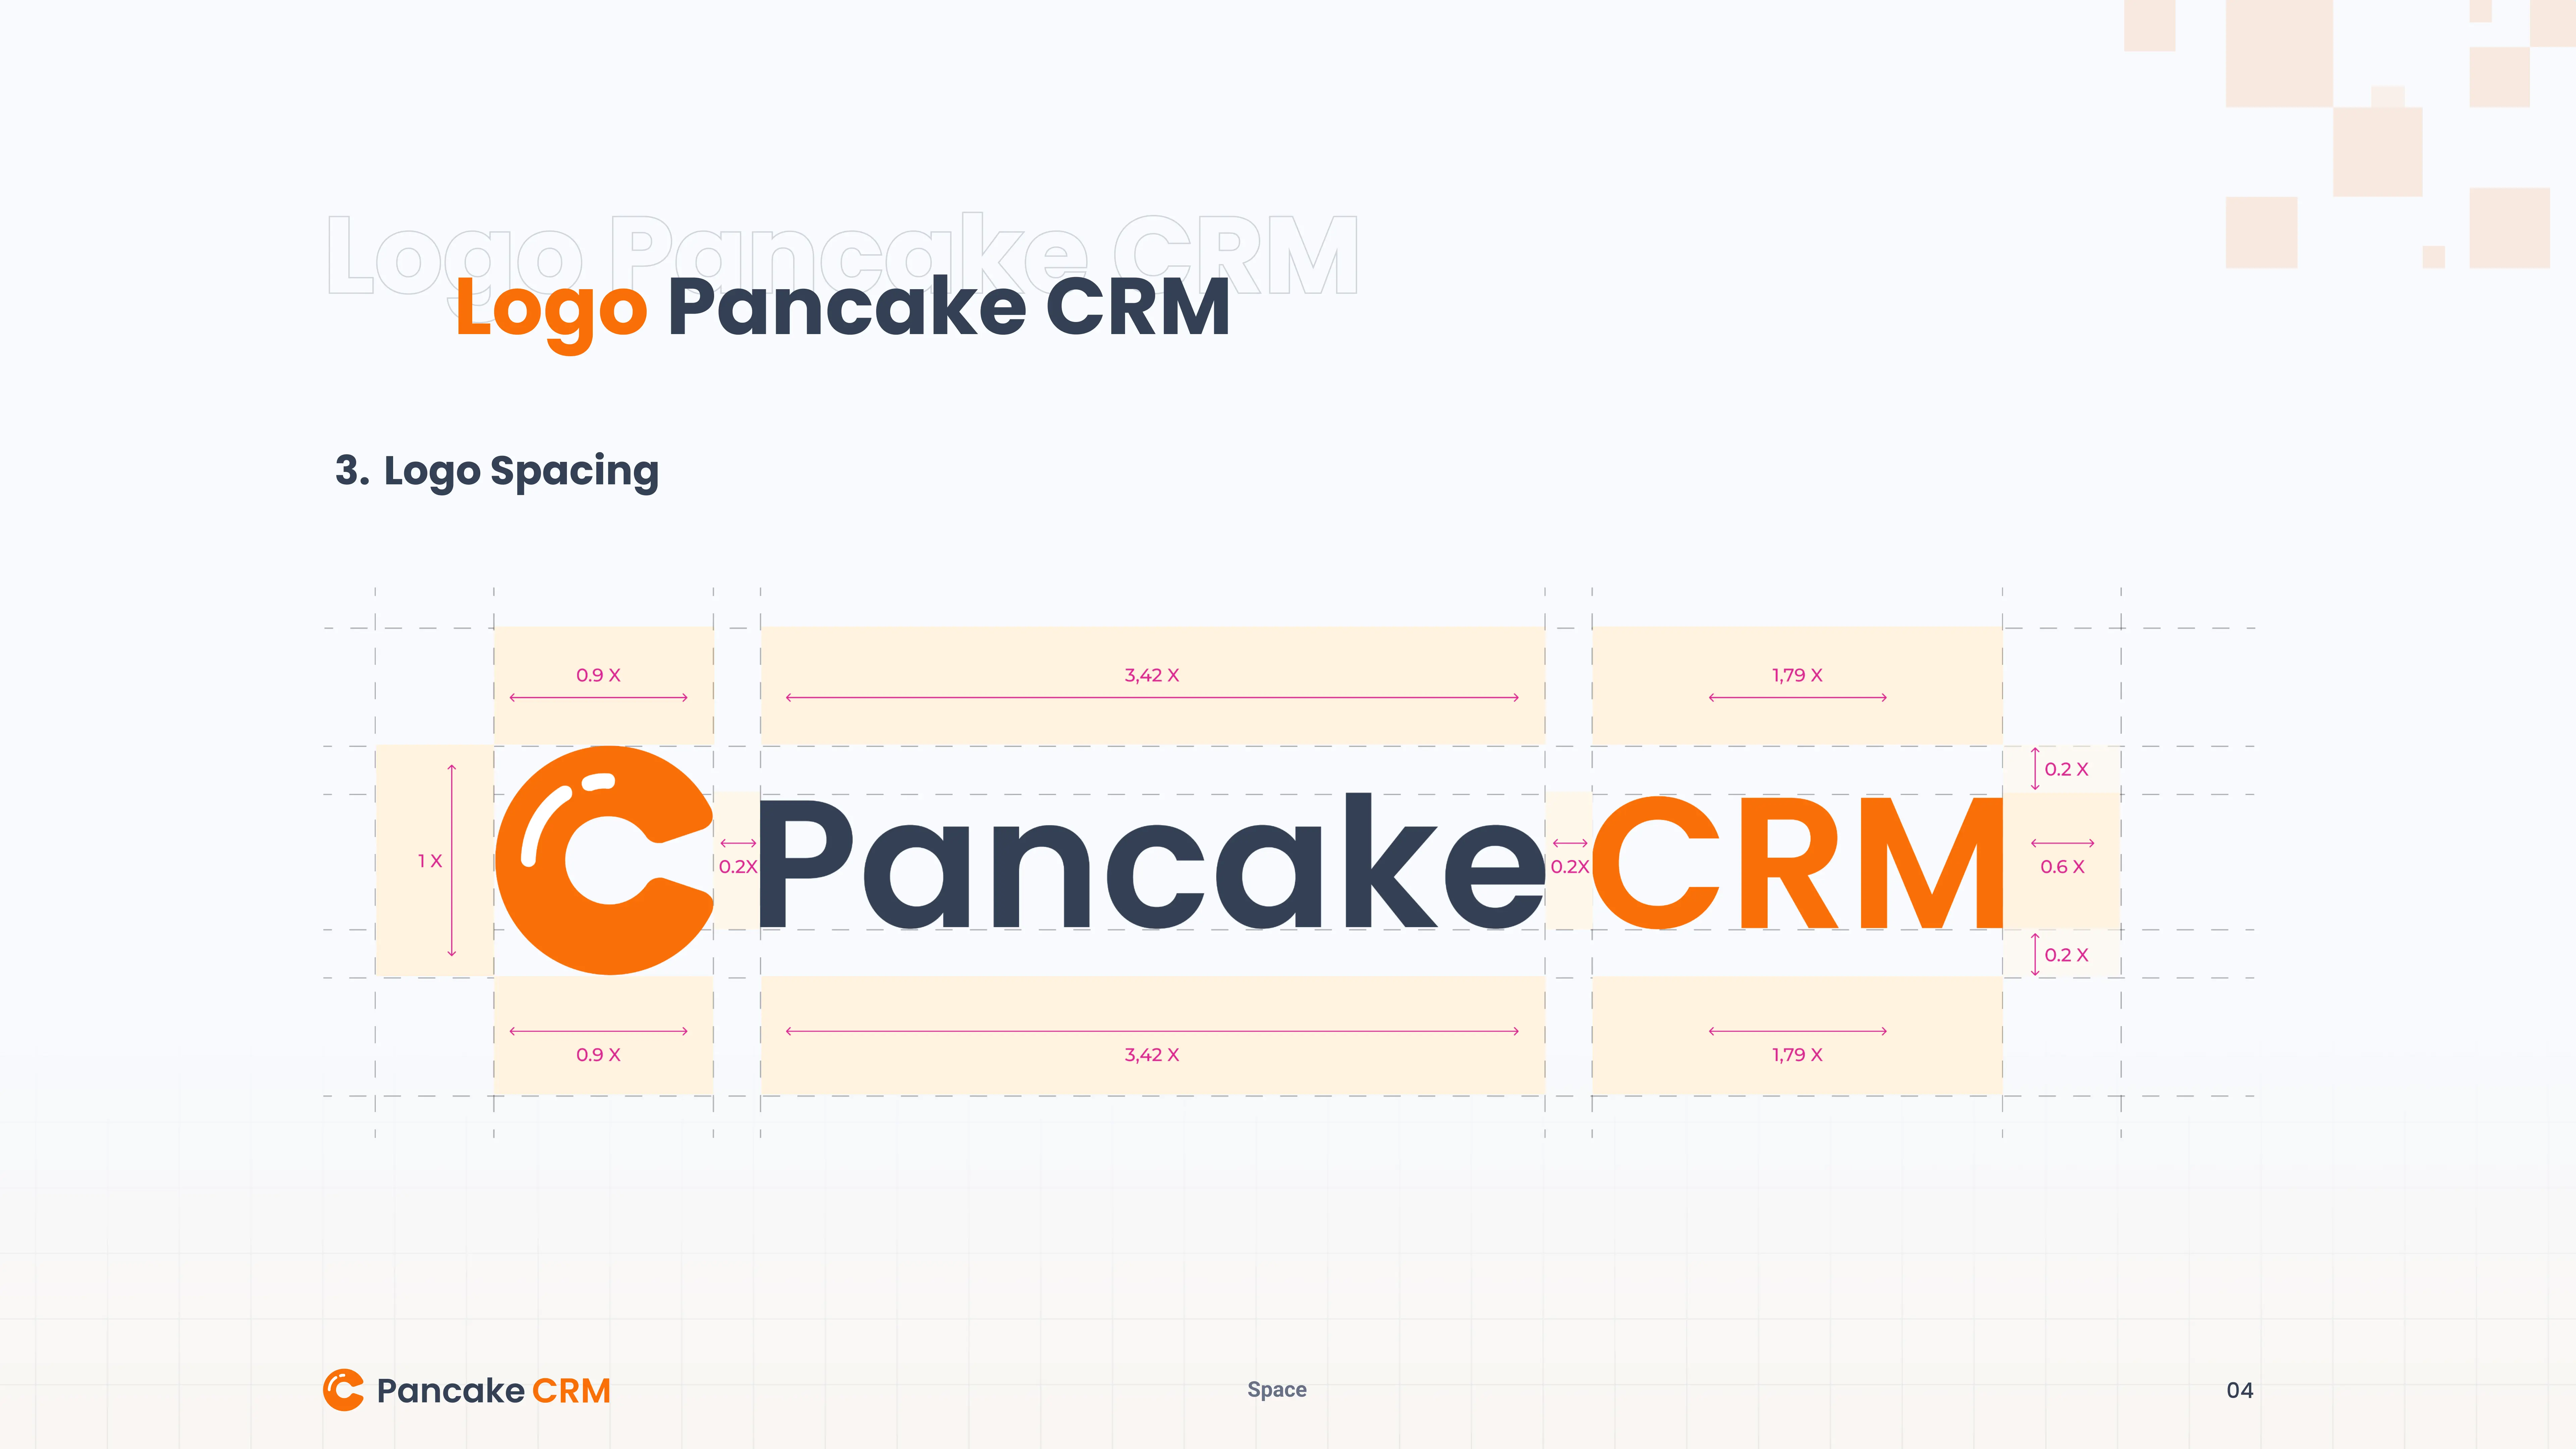 Logo Pancake CRM
Logo Pancake CRM
3. Logo Spacing
0.9 X
3,42 X
1,79 X
0.2 X
1 X
Pancake CRM
0.2X
0.2X
0.6 X
0.2 X
0.9 X
3,42 X
1,79 X
Pancake CRM
Space
04